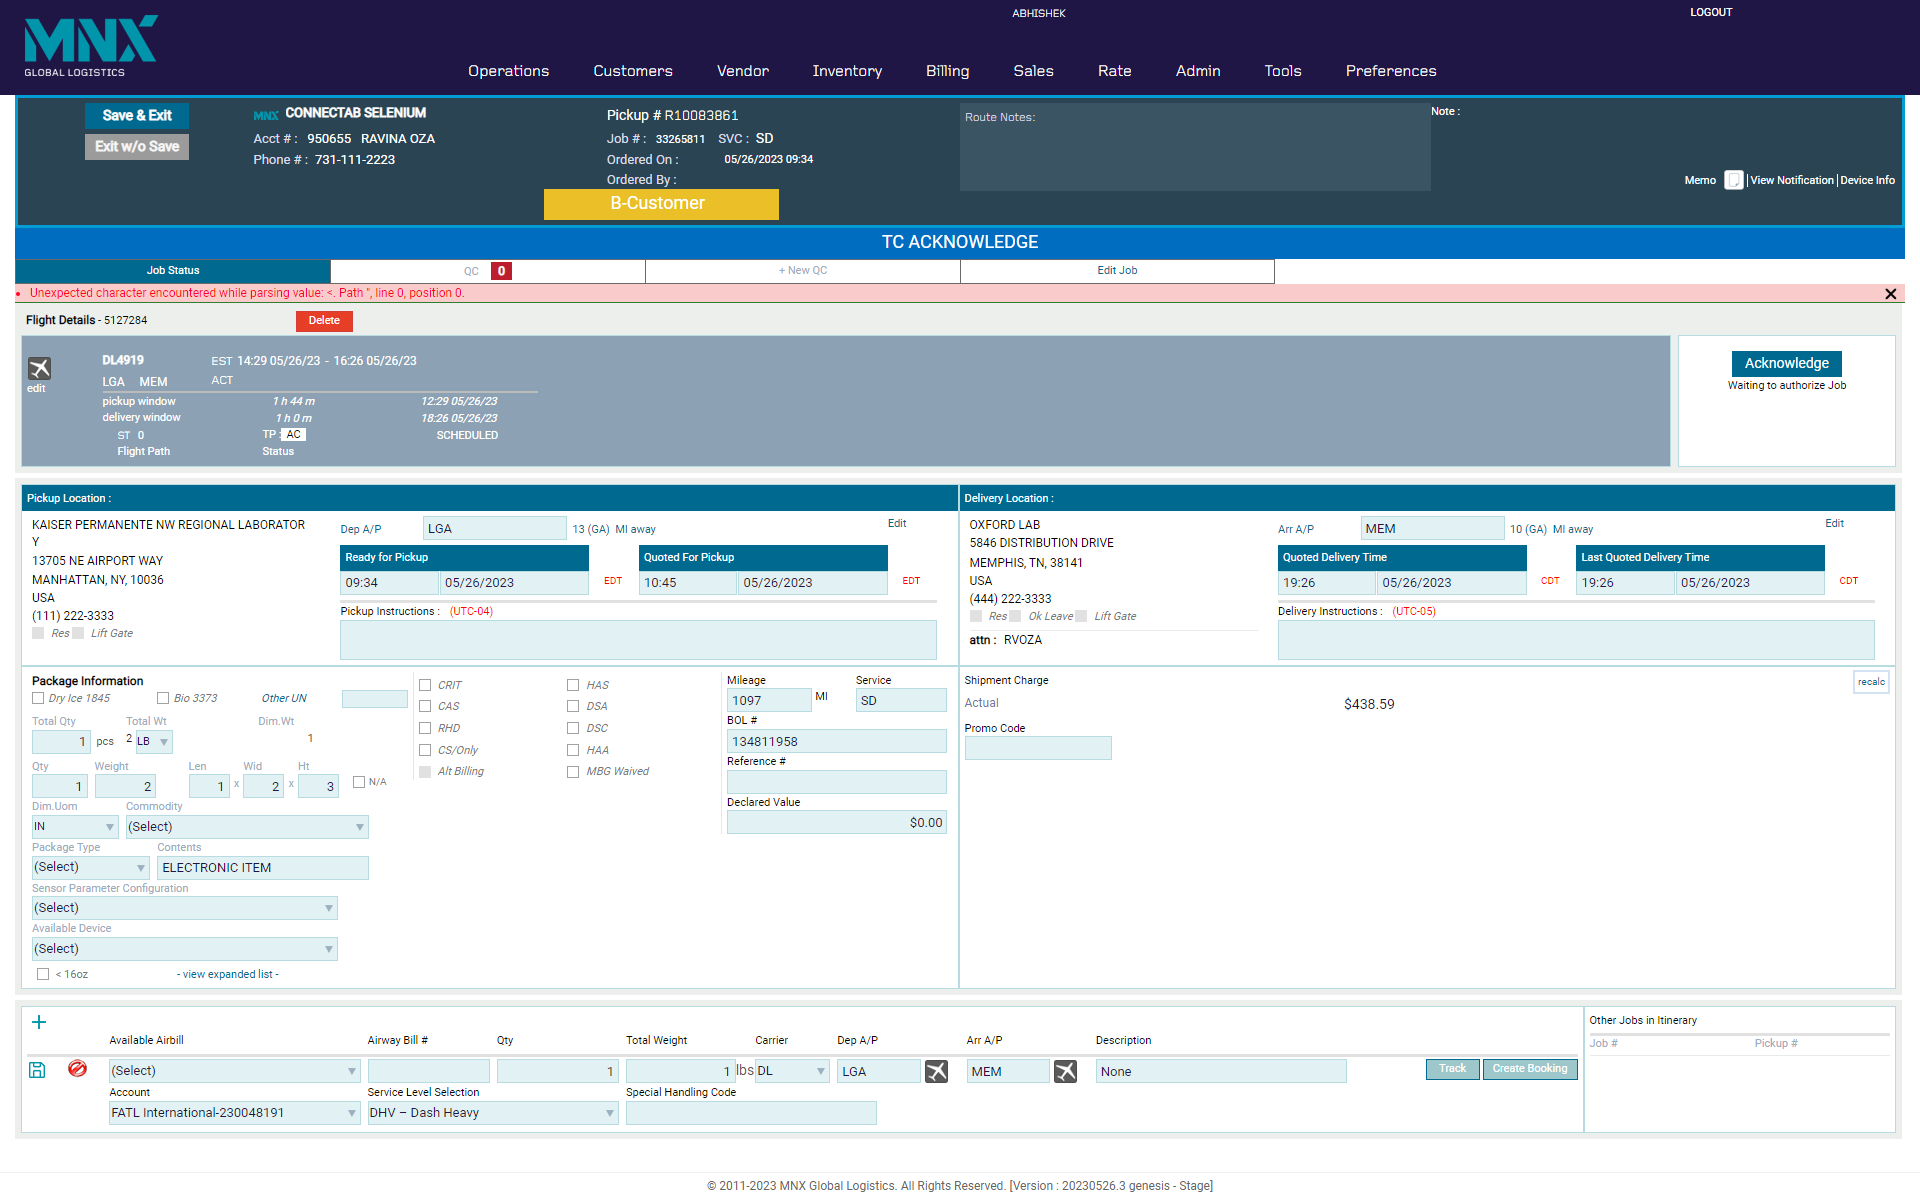 ABHISHEK
LOGOUT
MNX
GLOBAL LOGISTICS
Operations Customers Vendor Inventory Billing Sales Rate Admin Tools Preferences
Save & Exit
Exit w/o Save
MNX CONNECTAB SELENIUM
Acct # : 950655 RAVINA OZA
Phone # : 731-111-2223
Pickup # R10083861
Job # : 33265811 SVC : SD
Ordered On : 05/26/2023 09:34
Ordered By :
B-Customer
Route Notes:
Note :
Memo | View Notification | Device Info
TC ACKNOWLEDGE
Job Status
QC 0
+ New QC
Edit Job
• Unexpected character encountered while parsing value: <. Path '', line 0, position 0.
Flight Details - 5127284
Delete
edit
DL4919 EST 14:29 05/26/23 - 16:26 05/26/23
LGA MEM ACT
pickup window 1 h 44 m 12:29 05/26/23
delivery window 1 h 0 m 18:26 05/26/23
ST 0 TP : AC SCHEDULED
Flight Path Status
Acknowledge
Waiting to authorize Job
Pickup Location :
KAISER PERMANENTE NW REGIONAL LABORATOR
Y
13705 NE AIRPORT WAY
MANHATTAN, NY, 10036
USA
(111) 222-3333
Res Lift Gate
Dep A/P LGA 13 (GA) MI away
Edit
Ready for Pickup
09:34 05/26/2023 EDT
Quoted For Pickup
10:45 05/26/2023 EDT
Pickup Instructions : (UTC-04)
Delivery Location :
OXFORD LAB
5846 DISTRIBUTION DRIVE
MEMPHIS, TN, 38141
USA
(444) 222-3333
Res Ok Leave Lift Gate
attn : RVOZA
Arr A/P MEM 10 (GA) MI away
Edit
Quoted Delivery Time
19:26 05/26/2023 CDT
Last Quoted Delivery Time
19:26 05/26/2023 CDT
Delivery Instructions : (UTC-05)
Package Information
Dry Ice 1845 Bio 3373 Other UN
Total Qty Total Wt Dim.Wt
1 pcs 2 LB 1
Qty Weight Len Wid Ht
1 2 1 x 2 x 3 N/A
Dim.Uom Commodity
IN (Select)
Package Type Contents
(Select) ELECTRONIC ITEM
Sensor Parameter Configuration
(Select)
Available Device
(Select)
< 16oz - view expanded list -
CRIT HAS
CAS DSA
RHD DSC
CS/Only HAA
Alt Billing MBG Waived
Mileage Service
1097 MI SD
BOL #
134811958
Reference #
Declared Value
$0.00
Shipment Charge
recalc
Actual $438.59
Promo Code
Available Airbill Airway Bill # Qty Total Weight Carrier Dep A/P Arr A/P Description
(Select) 1 1 lbs DL LGA MEM None Track Create Booking
Account Service Level Selection Special Handling Code
FATL International-230048191 DHV – Dash Heavy
Other Jobs in Itinerary
Job # Pickup #
© 2011-2023 MNX Global Logistics. All Rights Reserved. [Version : 20230526.3 genesis - Stage]